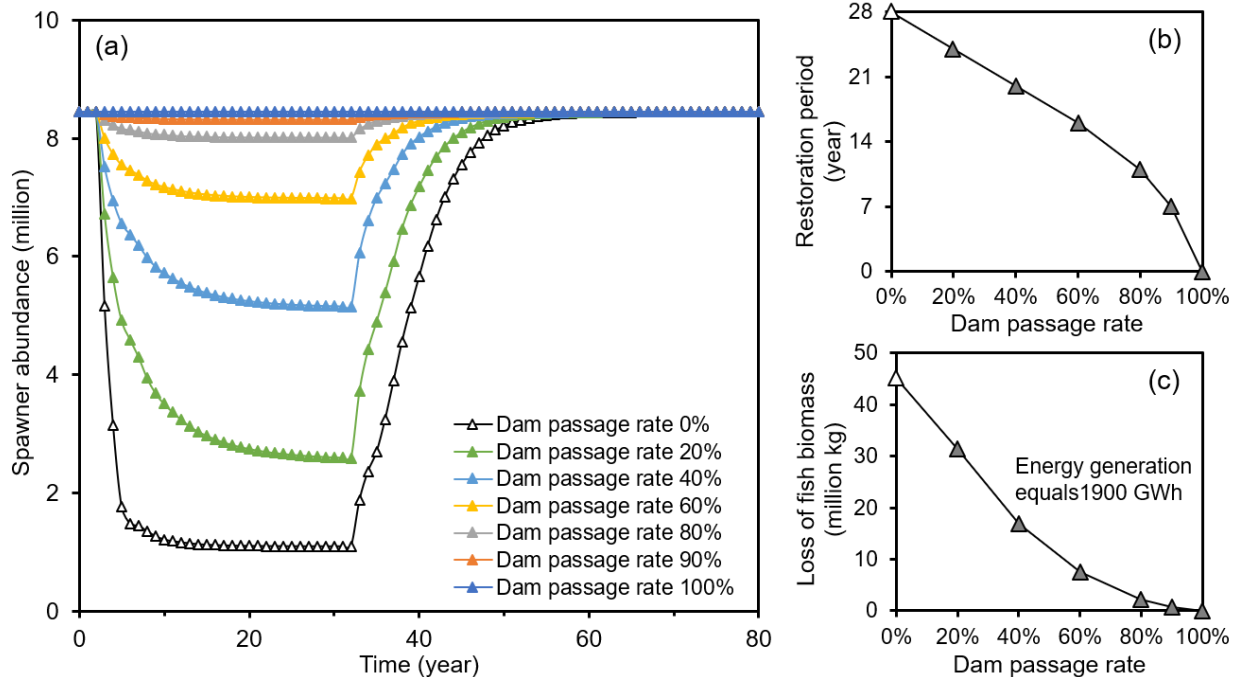 (a)
Spawner abundance (million)
10
8
6
4
2
0
0
20
40
60
80
Time (year)
Dam passage rate 0%
Dam passage rate 20%
Dam passage rate 40%
Dam passage rate 60%
Dam passage rate 80%
Dam passage rate 90%
Dam passage rate 100%
(b)
Restoration period
(year)
28
21
14
7
0
0%
20%
40%
60%
80%
100%
Dam passage rate
(c)
Loss of fish biomass
(million kg)
50
40
30
20
10
0
Energy generation
equals1900 GWh
0%
20%
40%
60%
80%
100%
Dam passage rate